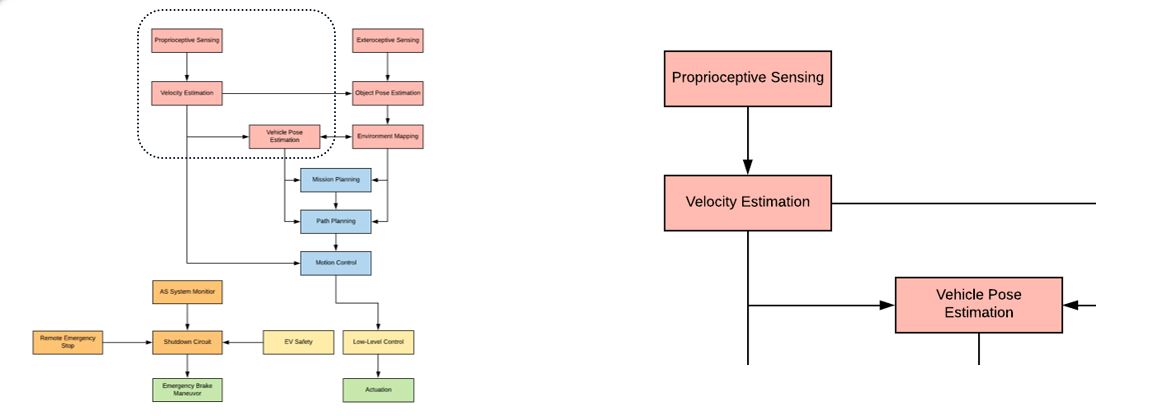 Proprioceptive Sensing
Exteroceptive Sensing
Velocity Estimation
Object Pose Estimation
Vehicle Pose
Estimation
Environment Mapping
Mission Planning
Path Planning
Motion Control
AS System Monitior
Remote Emergency
Stop
Shutdown Circuit
EV Safety
Low-Level Control
Emergency Brake
Maneuvor
Actuation
Proprioceptive Sensing
Velocity Estimation
Vehicle Pose
Estimation